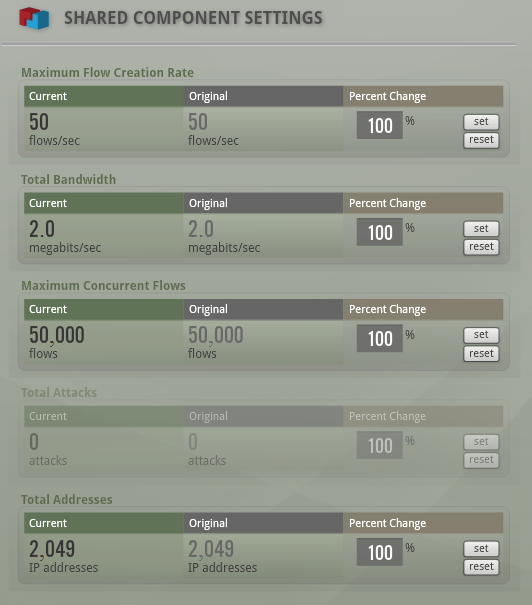 SHARED COMPONENT SETTINGS
Maximum Flow Creation Rate
Current Original Percent Change
50 50 100 % set
flows/sec flows/sec reset
Total Bandwidth
Current Original Percent Change
2.0 2.0 100 % set
megabits/sec megabits/sec reset
Maximum Concurrent Flows
Current Original Percent Change
50,000 50,000 100 % set
flows flows reset
Total Attacks
Current Original Percent Change
0 0 100 % set
attacks attacks reset
Total Addresses
Current Original Percent Change
2,049 2,049 100 % set
IP addresses IP addresses reset